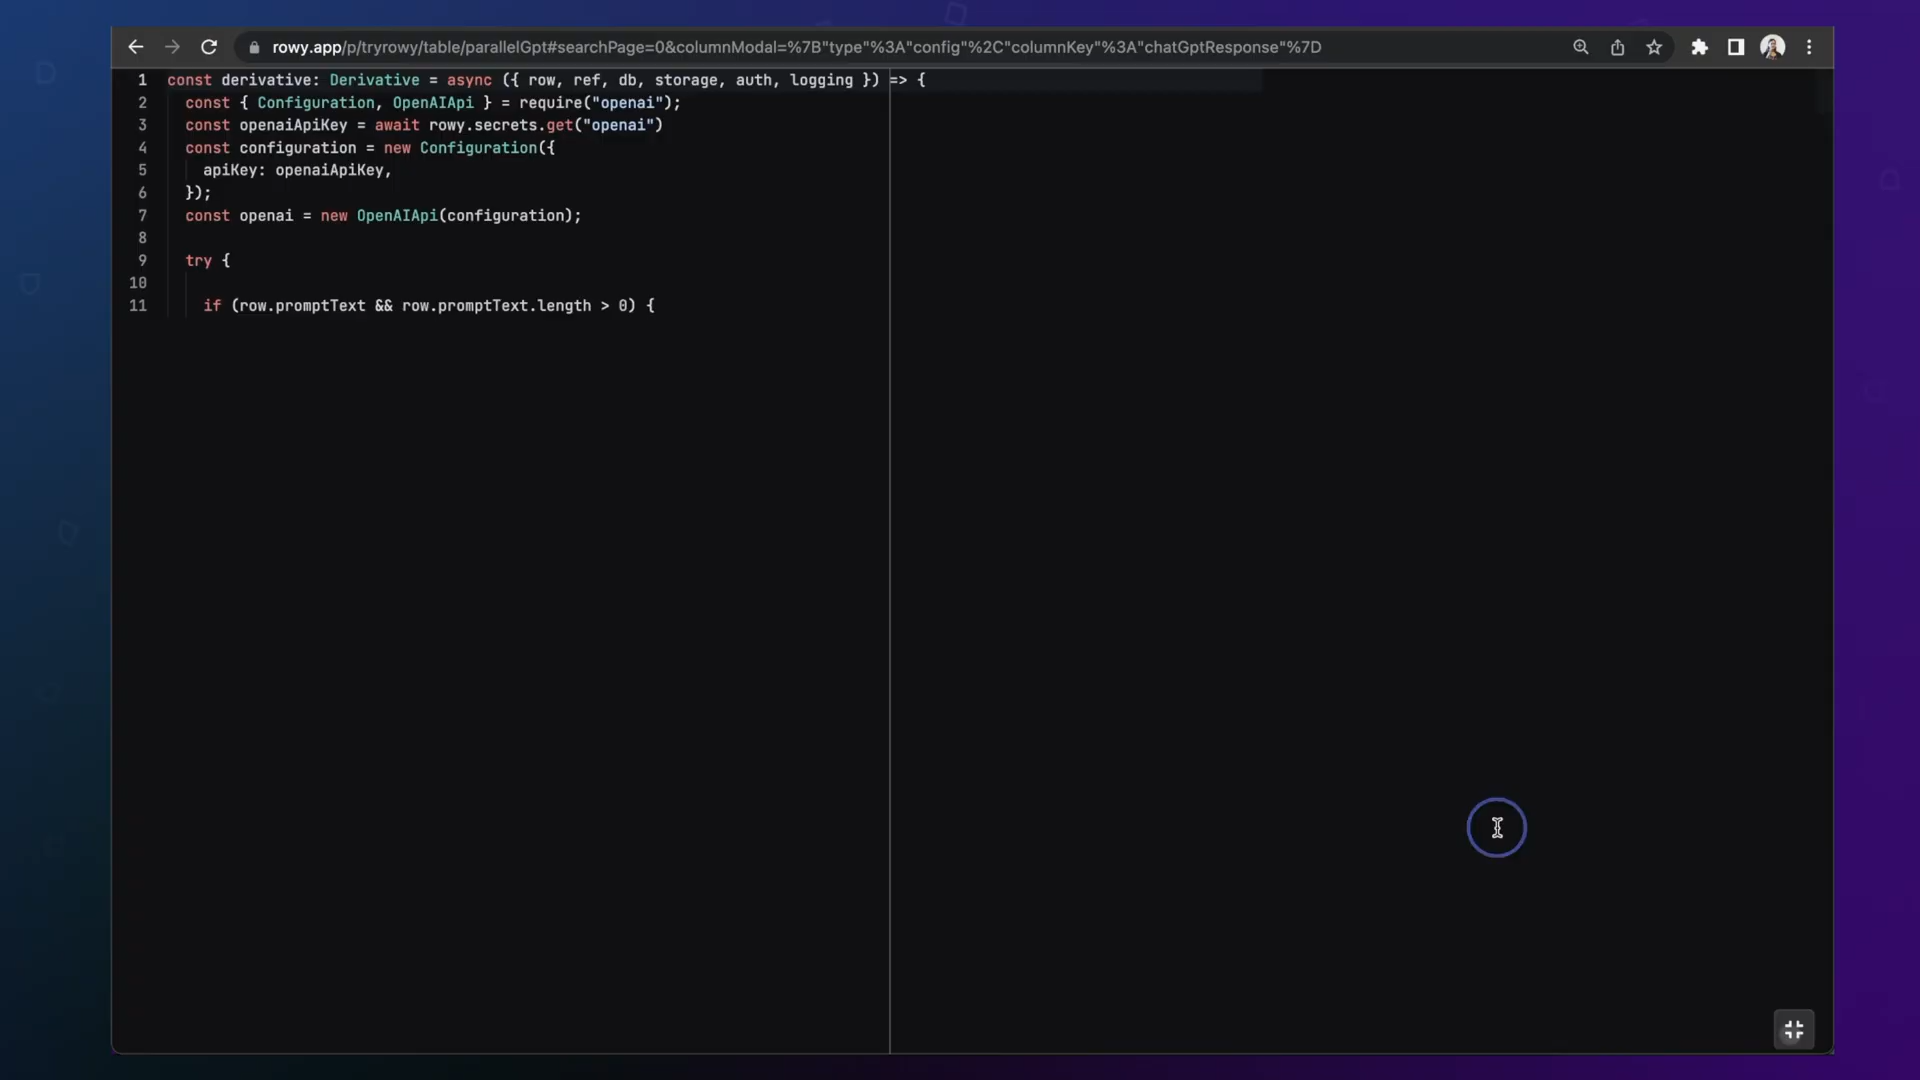 rowy.app/p/tryrowy/table/parallelGpt#searchPage=0&columnModal=%7B"type"%3A"config"%2C"columnKey"%3A"chatGptResponse"%7D
1 const derivative: Derivative = async ({ row, ref, db, storage, auth, logging }) => {
2 const { Configuration, OpenAIApi } = require("openai");
3 const openaiApiKey = await rowy.secrets.get("openai")
4 const configuration = new Configuration({
5 apiKey: openaiApiKey,
6 });
7 const openai = new OpenAIApi(configuration);
8
9 try {
10
11 if (row.promptText && row.promptText.length > 0) {